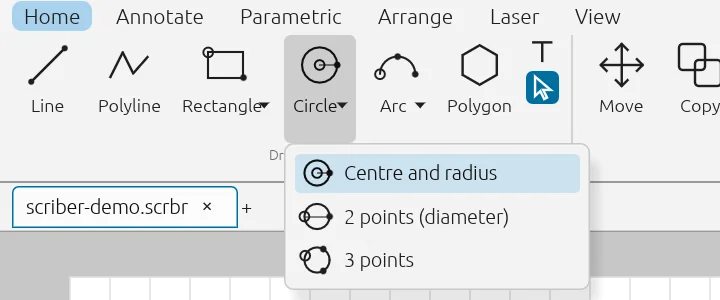 Home Annotate Parametric Arrange Laser View
T
Line Polyline Rectangle Circle Arc Polygon Move Copy
Dr
Centre and radius
scriber-demo.scrbr × +
2 points (diameter)
3 points